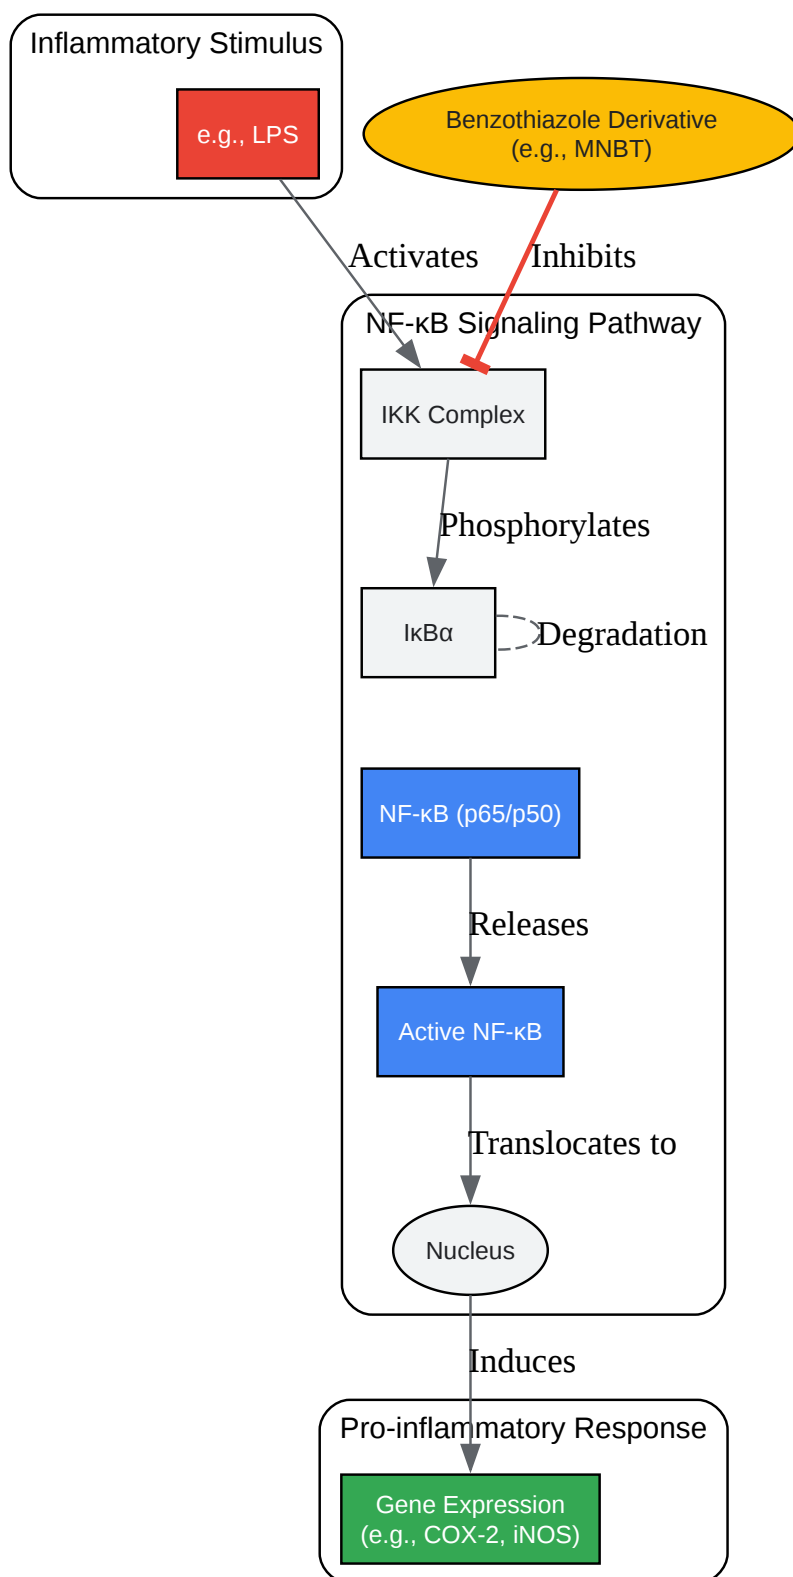 Inflammatory Stimulus
e.g., LPS
Benzothiazole Derivative
(e.g., MNBT)
Activates
Inhibits
NF-κB Signaling Pathway
IKK Complex
Phosphorylates
IκBα
Degradation
NF-κB (p65/p50)
Releases
Active NF-κB
Translocates to
Nucleus
Induces
Pro-inflammatory Response
Gene Expression
(e.g., COX-2, iNOS)